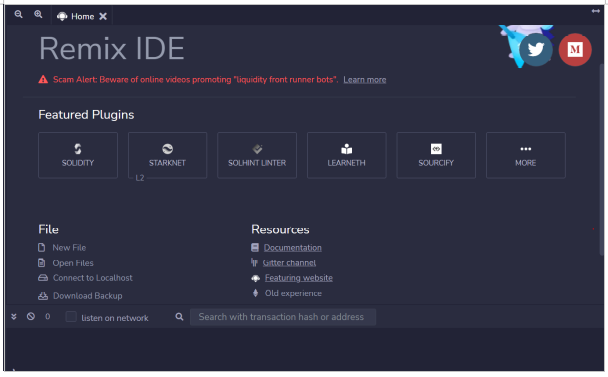 Home
Remix IDE
M
Scam Alert: Beware of online videos promoting "liquidity front runner bots". Learn more
Featured Plugins
SOLIDITY STARKNET SOLHINT LINTER LEARNETH SOURCIFY MORE
L2
File
New File
Open Files
Connect to Localhost
Download Backup
Resources
Documentation
Gitter channel
Featuring website
Old experience
0 listen on network Search with transaction hash or address